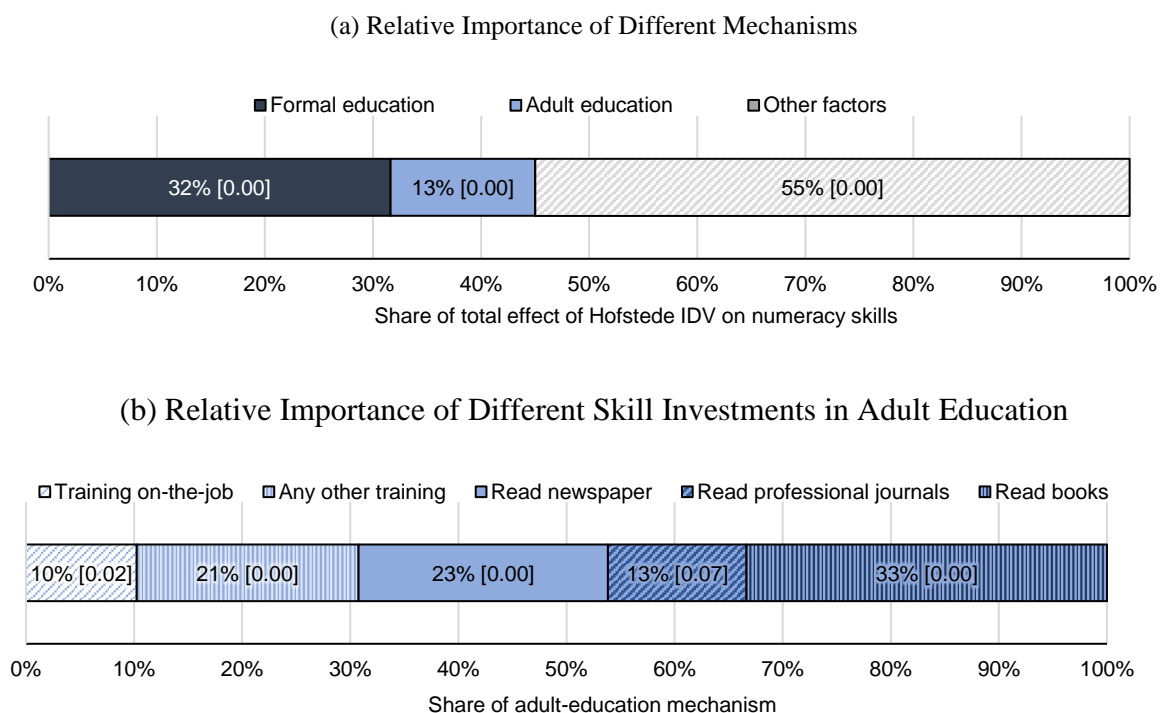 (a) Relative Importance of Different Mechanisms
Formal education Adult education Other factors
32% [0.00] 13% [0.00] 55% [0.00]
0% 10% 20% 30% 40% 50% 60% 70% 80% 90% 100%
Share of total effect of Hofstede IDV on numeracy skills
(b) Relative Importance of Different Skill Investments in Adult Education
Training on-the-job Any other training Read newspaper Read professional journals Read books
10% [0.02] 21% [0.00] 23% [0.00] 13% [0.07] 33% [0.00]
0% 10% 20% 30% 40% 50% 60% 70% 80% 90% 100%
Share of adult-education mechanism